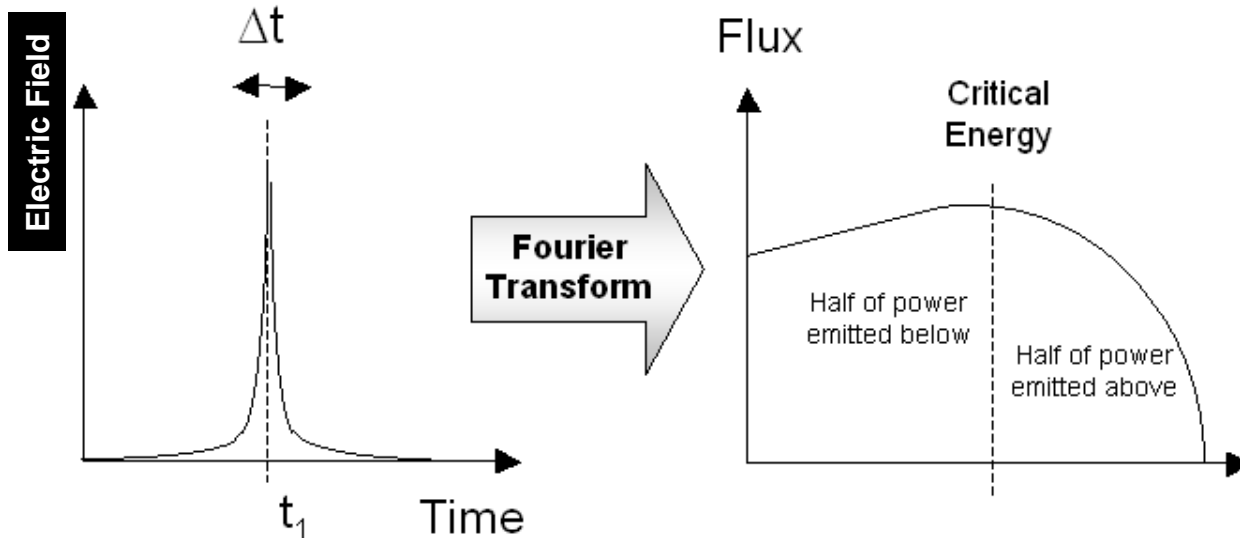 Electric Field
Δt
t1
Time
Fourier
Transform
Flux
Critical
Energy
Half of power
emitted below
Half of power
emitted above